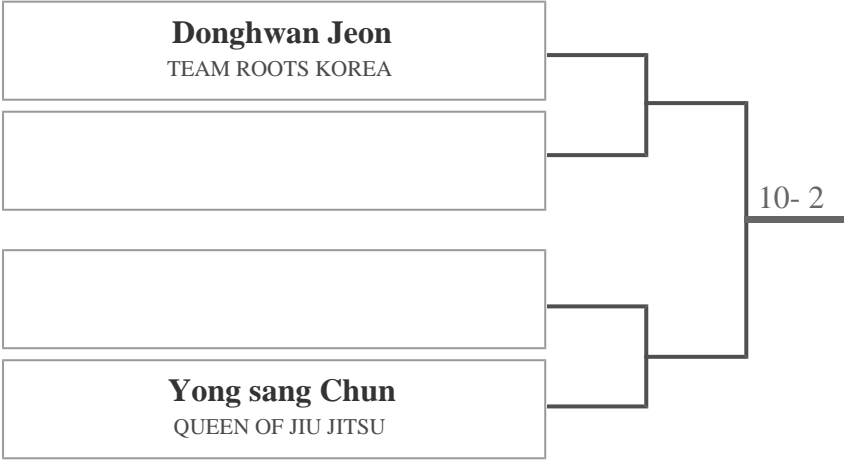 Donghwan Jeon
TEAM ROOTS KOREA
10- 2
Yong sang Chun
QUEEN OF JIU JITSU